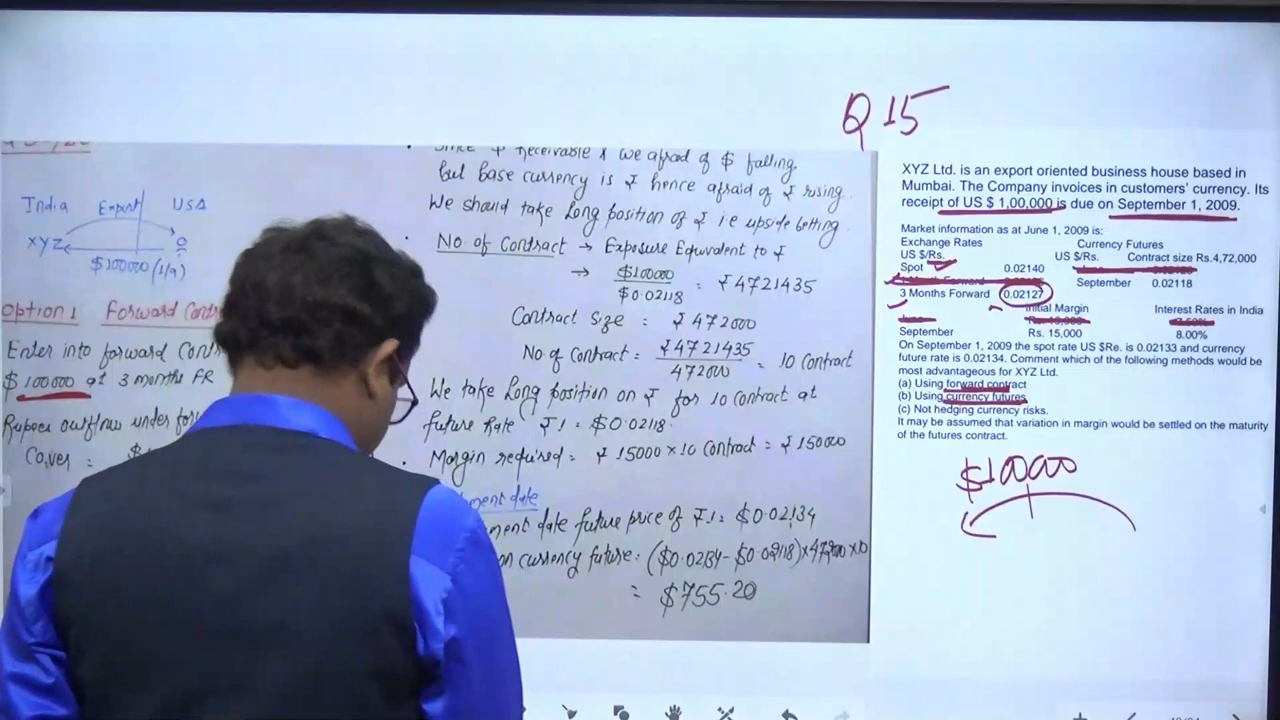 Q 15
India Export USA
XYZ
$100000 (1/9)
Option 1 Forward Contr
Enter into forward Contr
$100000 at 3 months FR
Rupees outflow under for
Cover =
Receivable & we afraid of $ falling
but base currency is ₹ hence afraid of ₹ rising.
We should take Long position of ₹ i.e upside betting.
No of Contract → Exposure Equivalent to ₹
→ $100000 / $0.02118 = ₹4721435
Contract Size = ₹472000
No of Contract = ₹4721435 / 472000 = 10 Contract
We take Long position on ₹ for 10 contract at
future Rate ₹1 = $0.02118.
Margin required = ₹15000 × 10 Contract = ₹150000
ment date
ment date future price of ₹1 = $0.02134
on currency future = ($0.02134 - $0.02118) × 472000 × 10
= $755.20
XYZ Ltd. is an export oriented business house based in
Mumbai. The Company invoices in customers' currency. Its
receipt of US $ 1,00,000 is due on September 1, 2009.
Market information as at June 1, 2009 is:
Exchange Rates Currency Futures
US $/Rs. US $/Rs. Contract size Rs.4,72,000
Spot 0.02140
September 0.02118
3 Months Forward 0.02127
Initial Margin Interest Rates in India
September Rs. 15,000 8.00%
On September 1, 2009 the spot rate US $Re. is 0.02133 and currency
future rate is 0.02134. Comment which of the following methods would be
most advantageous for XYZ Ltd.
(a) Using forward contract
(b) Using currency futures
(c) Not hedging currency risks.
It may be assumed that variation in margin would be settled on the maturity
of the futures contract.
$100000